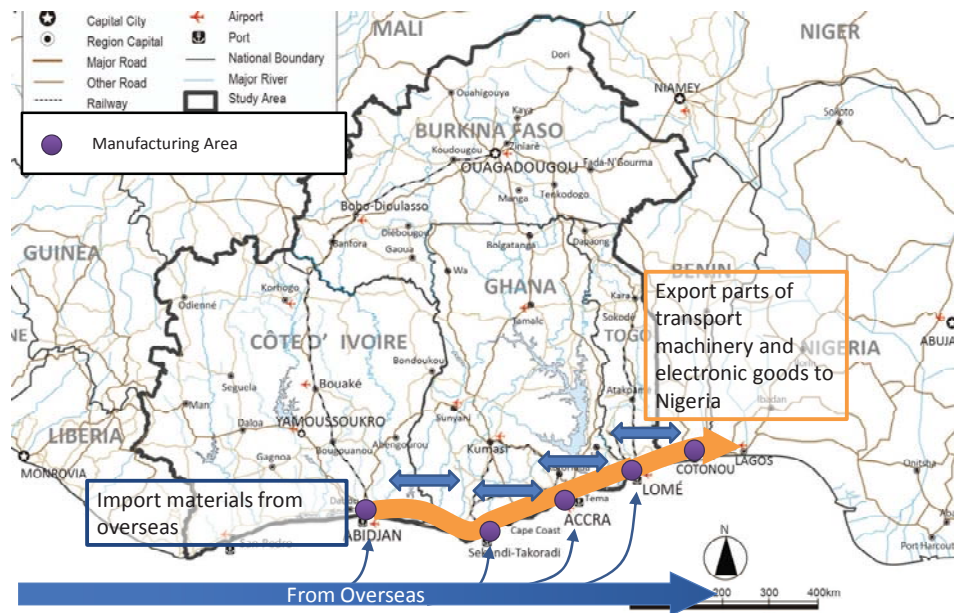 Capital City
Airport
Region Capital
Port
Major Road
National Boundary
Other Road
Major River
Railway
Study Area
Manufacturing Area
MALI
NIGER
Dori
NIAMEY
Ouahigouya
Kaya
Sokoto
BURKINA FASO
Ziniaré
Koudougou
OUAGADOUGOU
Fada-N'Gourma
Manga
Tenkodogo
Bobo-Dioulasso
Diébougou
Banfora
Gaoua
Bolgatanga
Dapaong
GUINEA
Wa
BENIN
Korhogo
Odienné
GHANA
Kara
Export parts of
transport
machinery and
electronic goods to
Nigeria
Tamale
Sokodé
TOGO
CÔTE D' IVOIRE
ABUJA
NE
Bondoukou
NIGERIA
Seguela
Bouaké
Atakpamé
Man
Ibadan
Sunyani
Daloa
YAMOUSSOUKRO
LIBERIA
Abengourou
Kumasi
Gagnoa
Bougouanou
COTONOU
LAGOS
MONROVIA
Onitsha
LOMÉ
Import materials from
overseas
Tema
ACCRA
ABIDJAN
Cape Coast
San-Pedro
Sekondi-Takoradi
Port Harcourt
N
From Overseas
200
300
400km